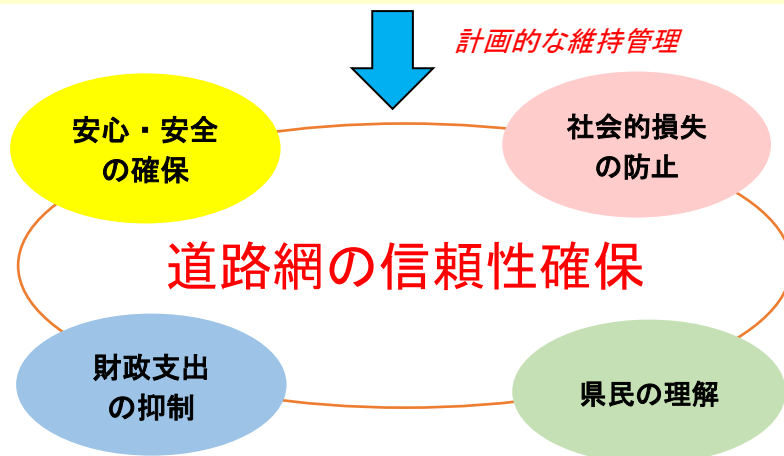 計画的な維持管理
安心・安全
の確保
社会的損失
の防止
道路網の信頼性確保
財政支出
の抑制
県民の理解